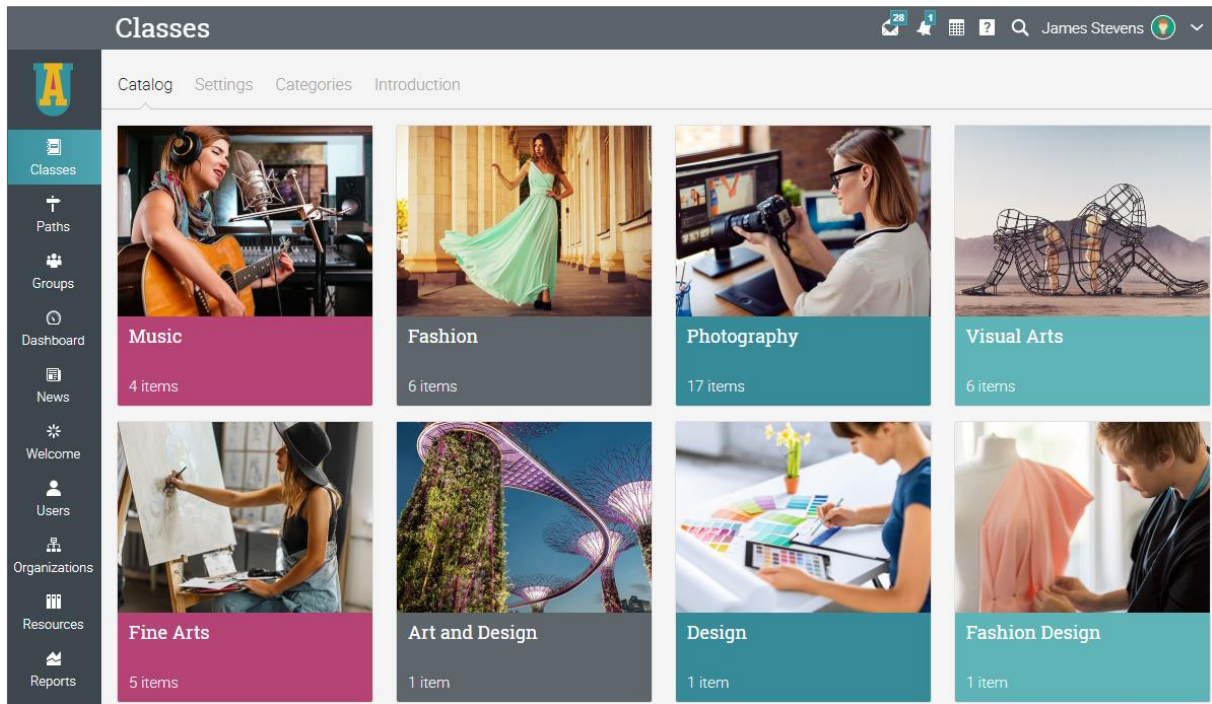 Classes
28
1
?
James Stevens
A
Catalog Settings Categories Introduction
Classes
Paths
Groups
Dashboard
News
Welcome
Users
Organizations
Resources
Reports
Music
4 items
Fashion
6 items
Photography
17 items
Visual Arts
6 items
Fine Arts
5 items
Art and Design
1 item
Design
1 item
Fashion Design
1 item